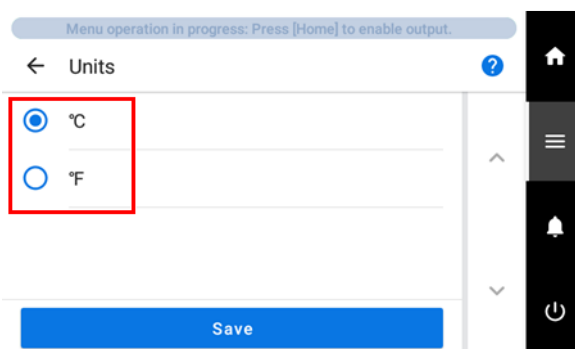 Menu operation in progress: Press [Home] to enable output.
Units
℃
℉
Save